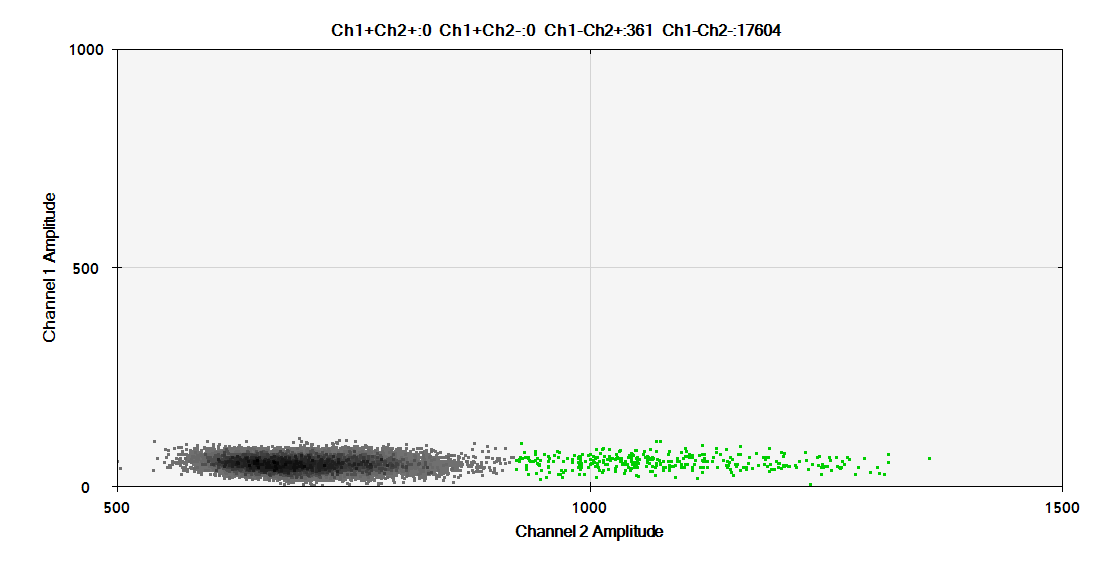 Ch1+Ch2+:0 Ch1+Ch2-:0 Ch1-Ch2+:361 Ch1-Ch2-:17604
1000
500
0
Channel 1 Amplitude
500 1000 1500
Channel 2 Amplitude